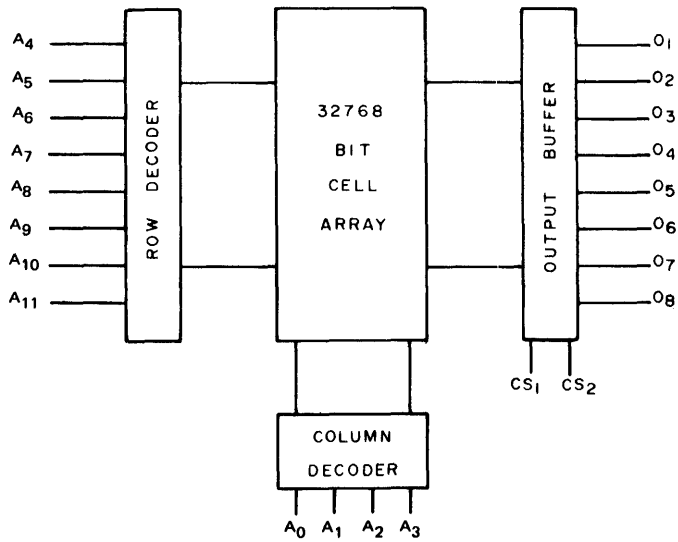 A4
A5
A6
A7
A8
A9
A10
A11
ROW DECODER
32768
BIT
CELL
ARRAY
OUTPUT BUFFER
O1
O2
O3
O4
O5
O6
O7
O8
CS1 CS2
COLUMN
DECODER
A0 A1 A2 A3